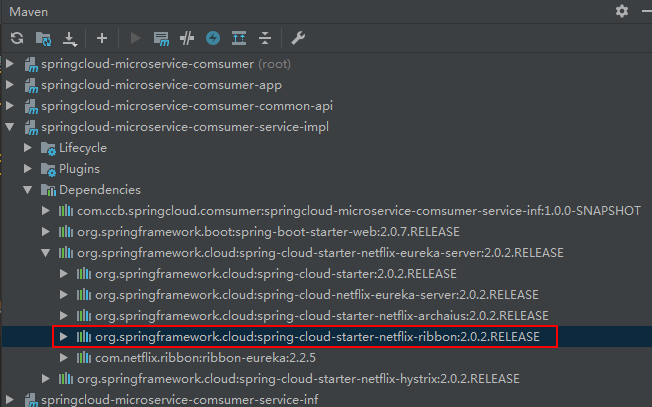 Maven
springcloud-microservice-comsumer (root)
springcloud-microservice-comsumer-app
springcloud-microservice-comsumer-common-api
springcloud-microservice-comsumer-service-impl
Lifecycle
Plugins
Dependencies
com.ccb.springcloud.comsumer:springcloud-microservice-comsumer-service-inf:1.0.0-SNAPSHOT
org.springframework.boot:spring-boot-starter-web:2.0.7.RELEASE
org.springframework.cloud:spring-cloud-starter-netflix-eureka-server:2.0.2.RELEASE
org.springframework.cloud:spring-cloud-starter:2.0.2.RELEASE
org.springframework.cloud:spring-cloud-netflix-eureka-server:2.0.2.RELEASE
org.springframework.cloud:spring-cloud-starter-netflix-archaius:2.0.2.RELEASE
org.springframework.cloud:spring-cloud-starter-netflix-ribbon:2.0.2.RELEASE
com.netflix.ribbon:ribbon-eureka:2.2.5
org.springframework.cloud:spring-cloud-starter-netflix-hystrix:2.0.2.RELEASE
springcloud-microservice-comsumer-service-inf